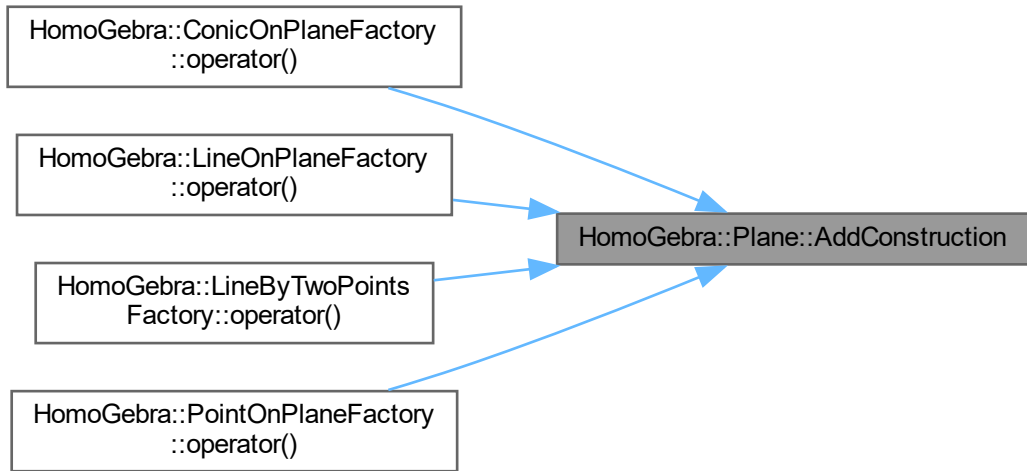 HomoGebra::ConicOnPlaneFactory
::operator()
HomoGebra::LineOnPlaneFactory
::operator()
HomoGebra::Plane::AddConstruction
HomoGebra::LineByTwoPoints
Factory::operator()
HomoGebra::PointOnPlaneFactory
::operator()